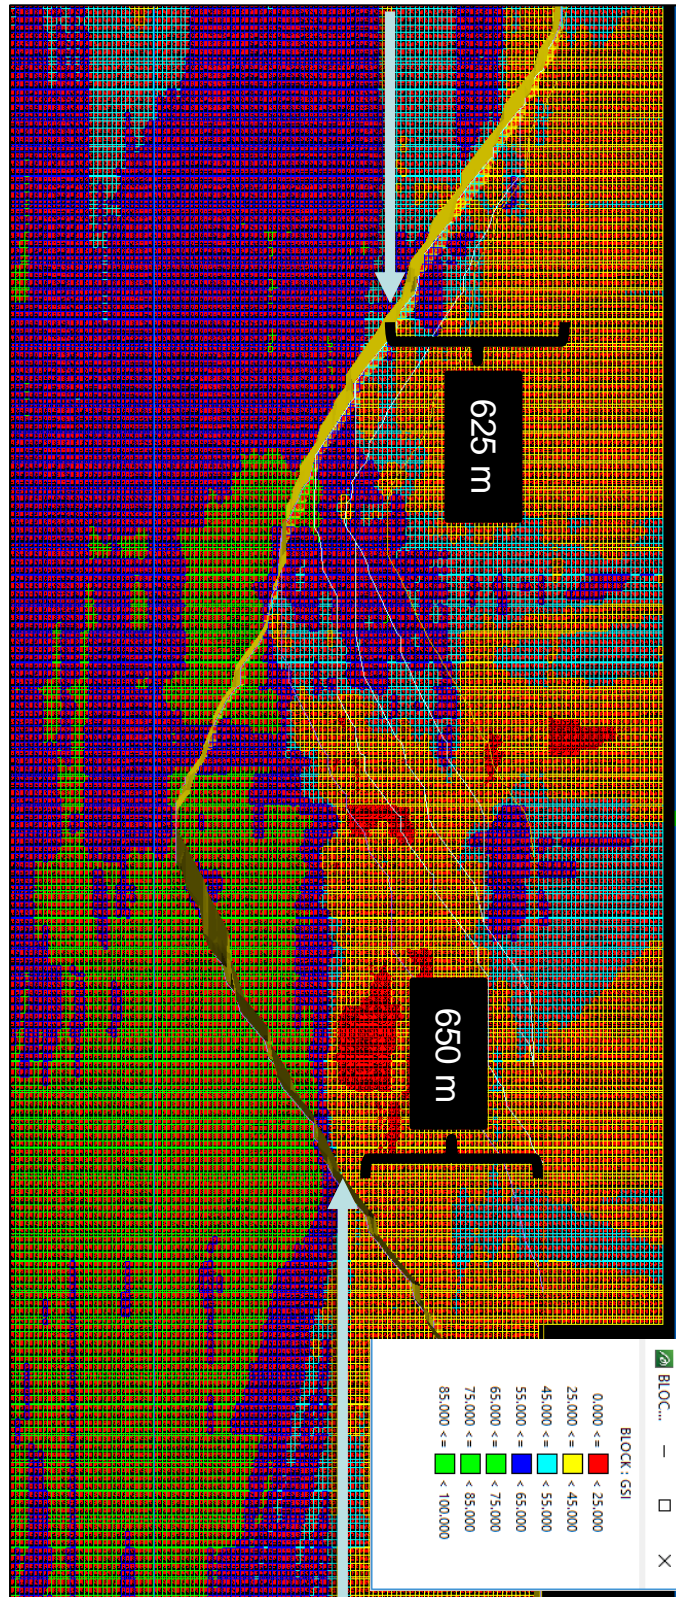 625 m
650 m
BLOC...
BLOCK: GSI
0.000 <= < 25.000
25.000 <= < 45.000
45.000 <= < 55.000
55.000 <= < 65.000
65.000 <= < 75.000
75.000 <= < 85.000
85.000 <= < 100.000